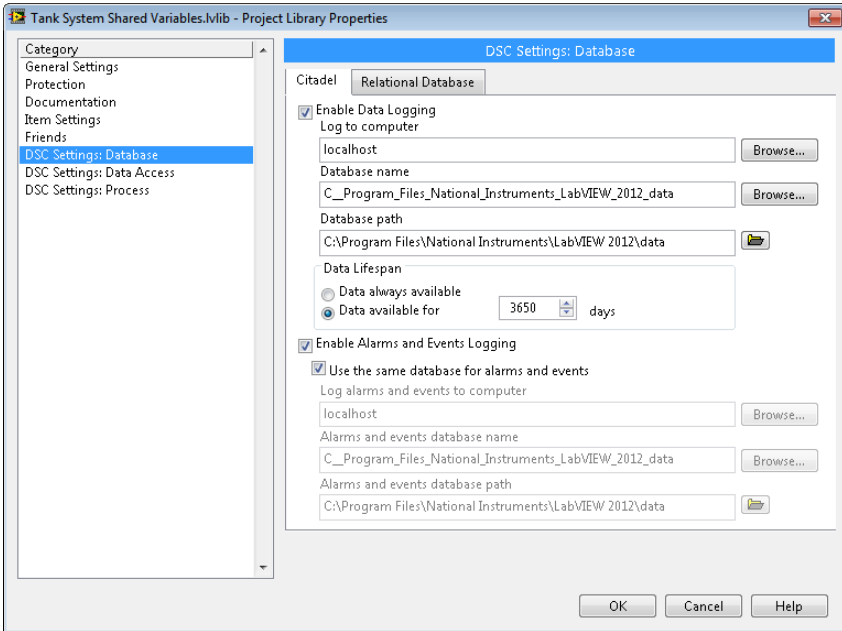 Tank System Shared Variables.lvlib - Project Library Properties
Category
General Settings
Protection
Documentation
Item Settings
Friends
DSC Settings: Database
DSC Settings: Data Access
DSC Settings: Process
DSC Settings: Database
Citadel
Relational Database
Enable Data Logging
Log to computer
localhost
Browse...
Database name
C__Program_Files_National_Instruments_LabVIEW_2012_data
Browse...
Database path
C:\Program Files\National Instruments\LabVIEW 2012\data
Data Lifespan
Data always available
Data available for 3650 days
Enable Alarms and Events Logging
Use the same database for alarms and events
Log alarms and events to computer
localhost
Browse...
Alarms and events database name
C__Program_Files_National_Instruments_LabVIEW_2012_data
Browse...
Alarms and events database path
C:\Program Files\National Instruments\LabVIEW 2012\data
OK Cancel Help